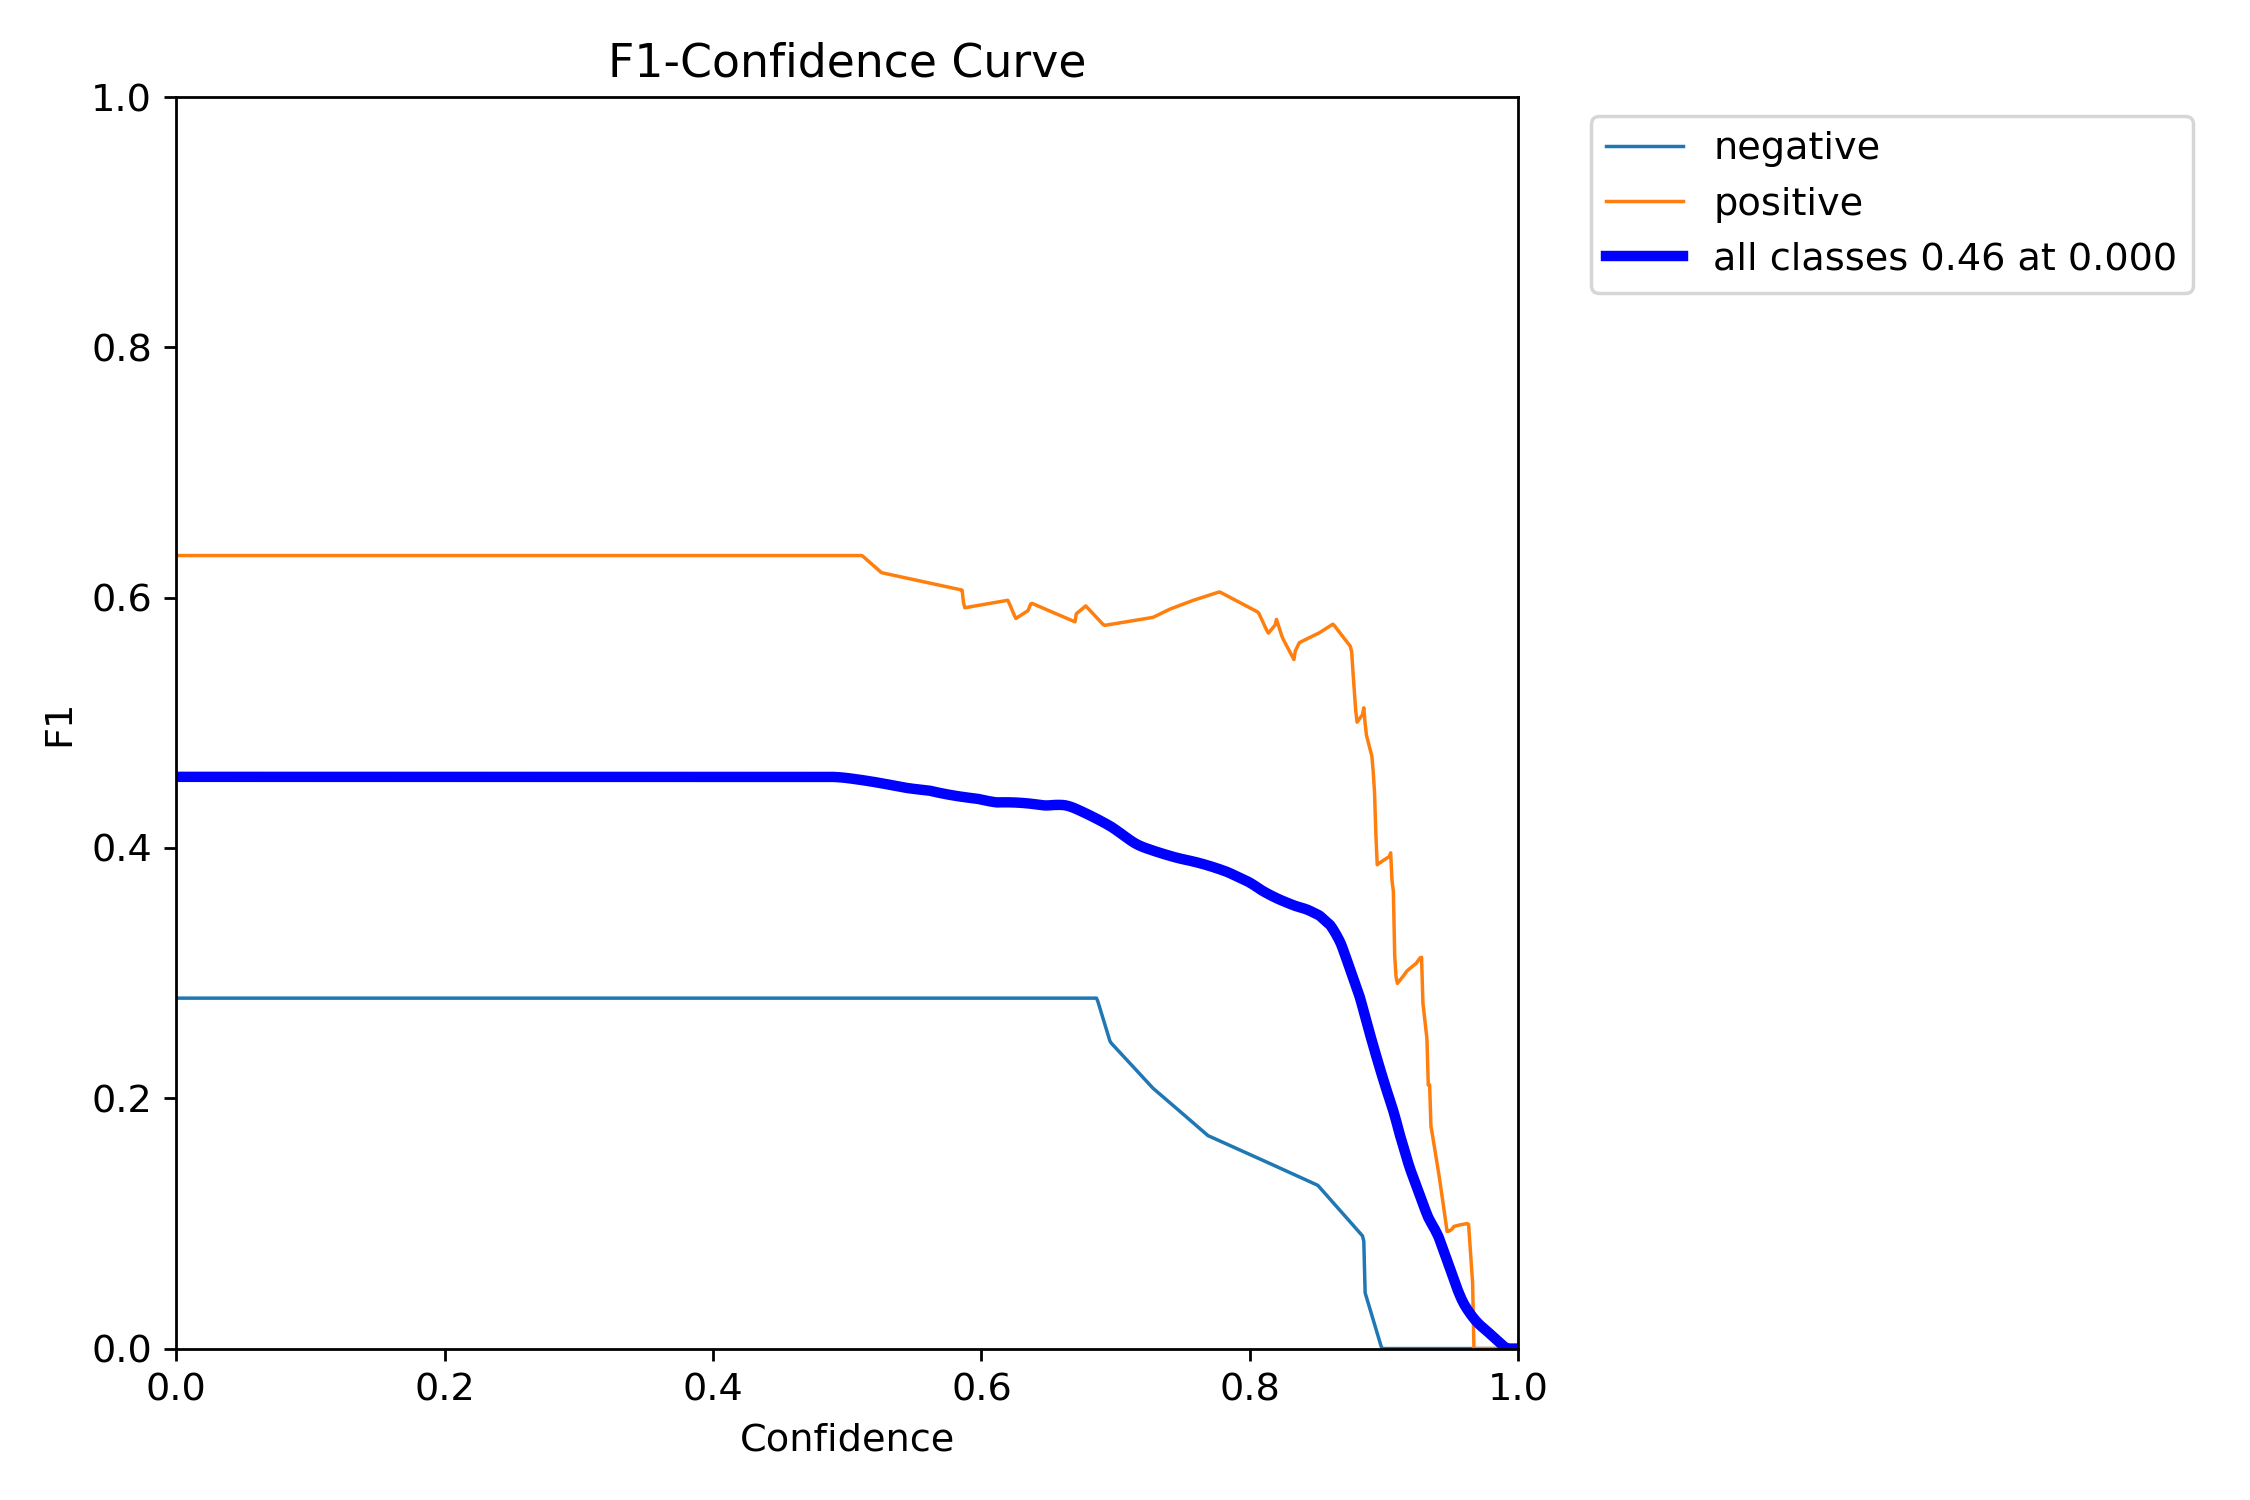 F1-Confidence Curve
negative
positive
all classes 0.46 at 0.000
F1
1.0
0.8
0.6
0.4
0.2
0.0
0.0 0.2 0.4 0.6 0.8 1.0
Confidence